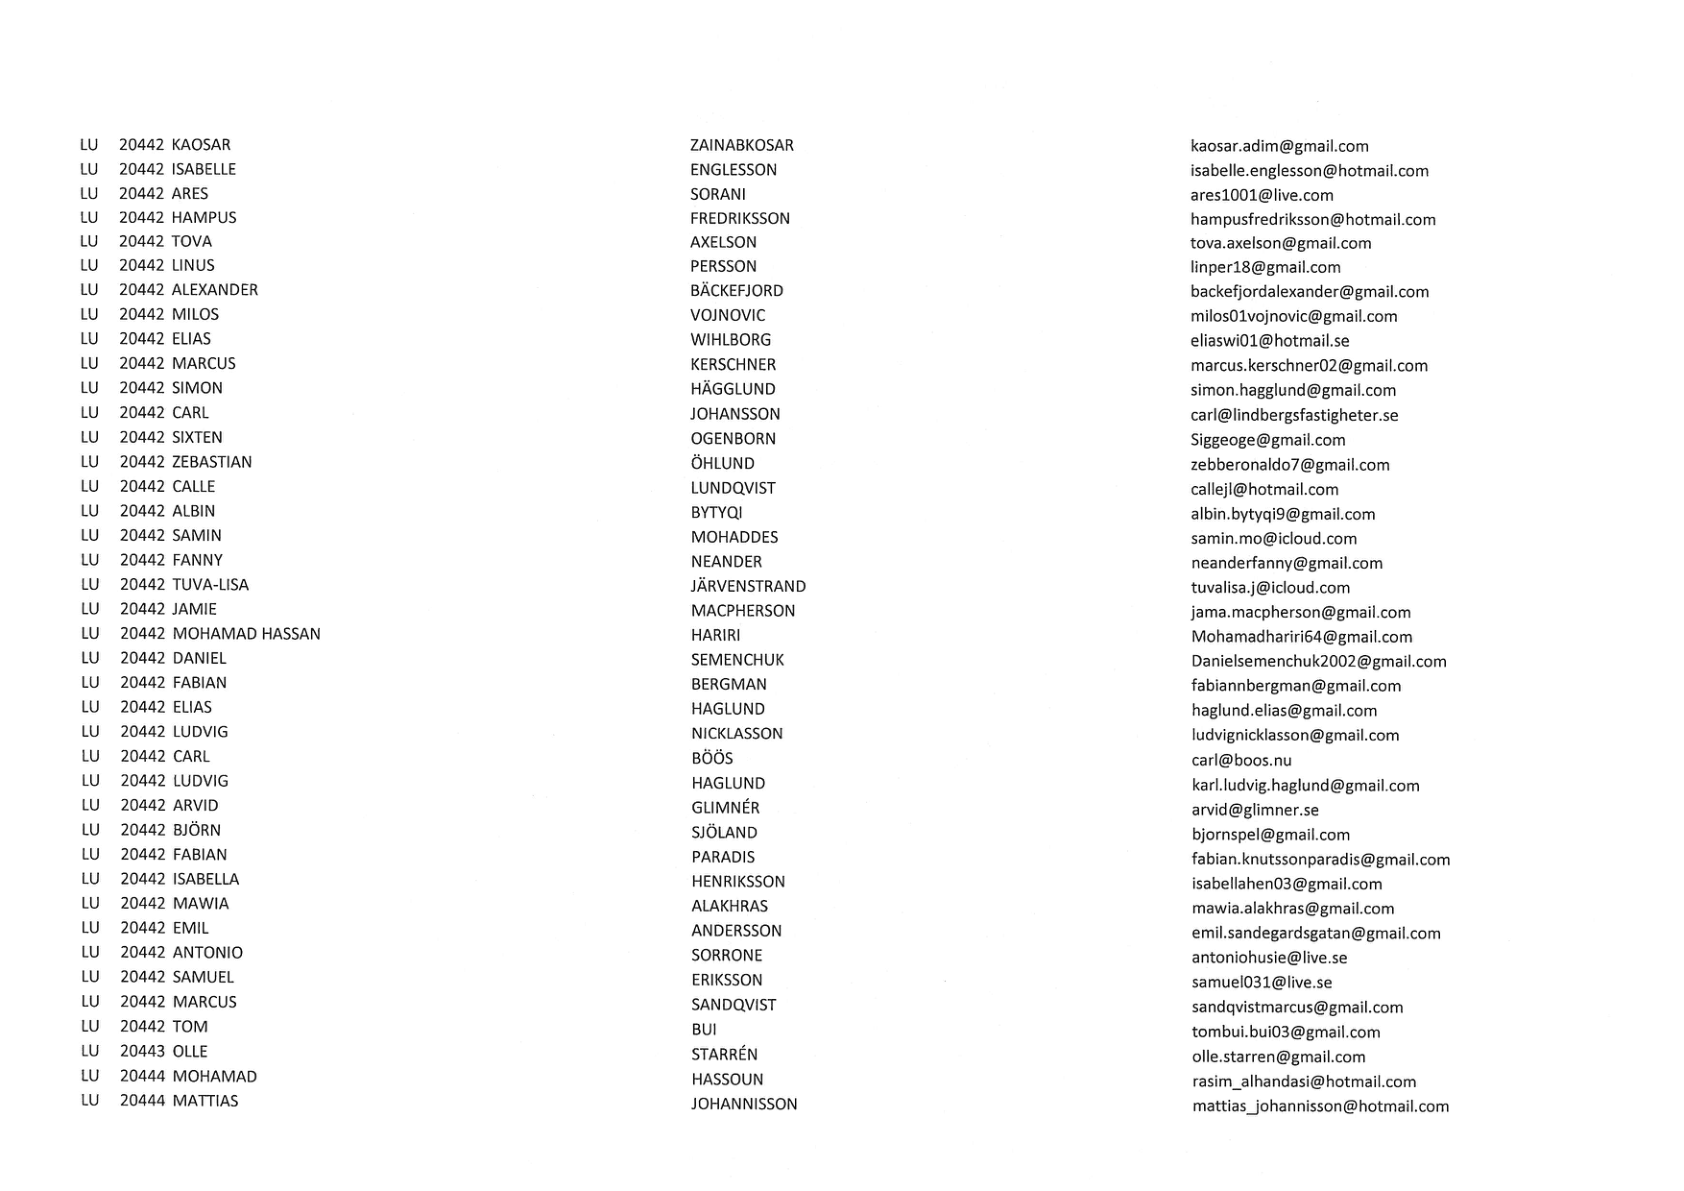 LU 20442 KAOSAR ZAINABKOSAR kaosar.adim@gmail.com
LU 20442 ISABELLE ENGLESSON isabelle.englesson@hotmail.com
LU 20442 ARES SORANI ares1001@live.com
LU 20442 HAMPUS FREDRIKSSON hampusfredriksson@hotmail.com
LU 20442 TOVA AXELSON tova.axelson@gmail.com
LU 20442 LINUS PERSSON linper18@gmail.com
LU 20442 ALEXANDER BÄCKEFJORD backefjordalexander@gmail.com
LU 20442 MILOS VOJNOVIC milos01vojnovic@gmail.com
LU 20442 ELIAS WIHLBORG eliaswi01@hotmail.se
LU 20442 MARCUS KERSCHNER marcus.kerschner02@gmail.com
LU 20442 SIMON HÄGGLUND simon.hagglund@gmail.com
LU 20442 CARL JOHANSSON carl@lindbergsfastigheter.se
LU 20442 SIXTEN OGENBORN Siggeoge@gmail.com
LU 20442 ZEBASTIAN ÖHLUND zebberonaldo7@gmail.com
LU 20442 CALLE LUNDQVIST callejl@hotmail.com
LU 20442 ALBIN BYTYQI albin.bytyqi9@gmail.com
LU 20442 SAMIN MOHADDES samin.mo@icloud.com
LU 20442 FANNY NEANDER neanderfanny@gmail.com
LU 20442 TUVA-LISA JÄRVENSTRAND tuvalisa.j@icloud.com
LU 20442 JAMIE MACPHERSON jama.macpherson@gmail.com
LU 20442 MOHAMAD HASSAN HARIRI Mohamadhariri64@gmail.com
LU 20442 DANIEL SEMENCHUK Danielsemenchuk2002@gmail.com
LU 20442 FABIAN BERGMAN fabiannbergman@gmail.com
LU 20442 ELIAS HAGLUND haglund.elias@gmail.com
LU 20442 LUDVIG NICKLASSON ludvignicklasson@gmail.com
LU 20442 CARL BÖÖS carl@boos.nu
LU 20442 LUDVIG HAGLUND karl.ludvig.haglund@gmail.com
LU 20442 ARVID GLIMNÉR arvid@glimner.se
LU 20442 BJÖRN SJÖLAND bjornspel@gmail.com
LU 20442 FABIAN PARADIS fabian.knutssonparadis@gmail.com
LU 20442 ISABELLA HENRIKSSON isabellahen03@gmail.com
LU 20442 MAWIA ALAKHRAS mawia.alakhras@gmail.com
LU 20442 EMIL ANDERSSON emil.sandegardsgatan@gmail.com
LU 20442 ANTONIO SORRONE antoniohusie@live.se
LU 20442 SAMUEL ERIKSSON samuel031@live.se
LU 20442 MARCUS SANDQVIST sandqvistmarcus@gmail.com
LU 20442 TOM BUI tombui.bui03@gmail.com
LU 20443 OLLE STARRÉN olle.starren@gmail.com
LU 20444 MOHAMAD HASSOUN rasim_alhandasi@hotmail.com
LU 20444 MATTIAS JOHANNISSON mattias_johannisson@hotmail.com